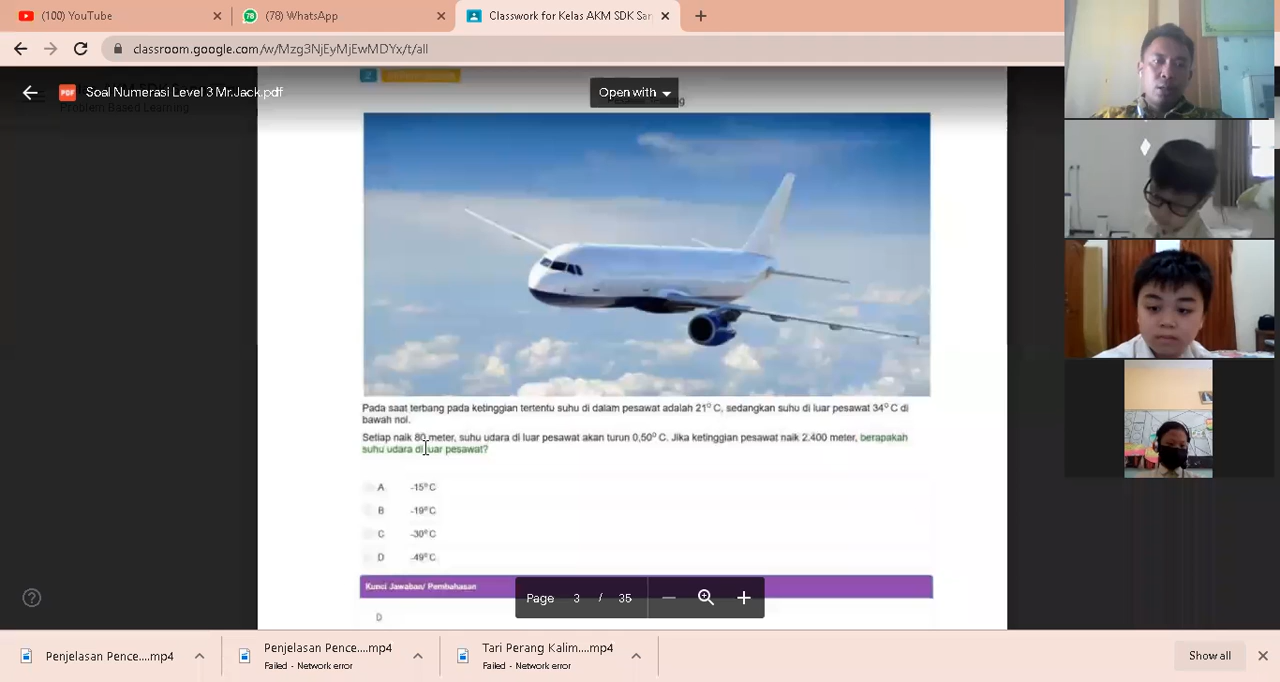 (100) YouTube
(78) WhatsApp
Classwork for Kelas AKM SDK San
classroom.google.com/w/Mzg3NjEyMjEwMDYx/t/all
Soal Numerasi Level 3 Mr.Jack.pdf
Open with
Problem Based Learning
2
Pada saat terbang pada ketinggian tertentu suhu di dalam pesawat adalah 21° C, sedangkan suhu di luar pesawat 34° C di
bawah nol.
Setiap naik 80 meter, suhu udara di luar pesawat akan turun 0,50° C. Jika ketinggian pesawat naik 2.400 meter, berapakah
suhu udara di luar pesawat?
A -15° C
B -19° C
C -30° C
D -49° C
Kunci Jawaban/ Pembahasan
D
Page 3 / 35
Penjelasan Pence....mp4
Penjelasan Pence....mp4
Failed - Network error
Tari Perang Kalim....mp4
Failed - Network error
Show all